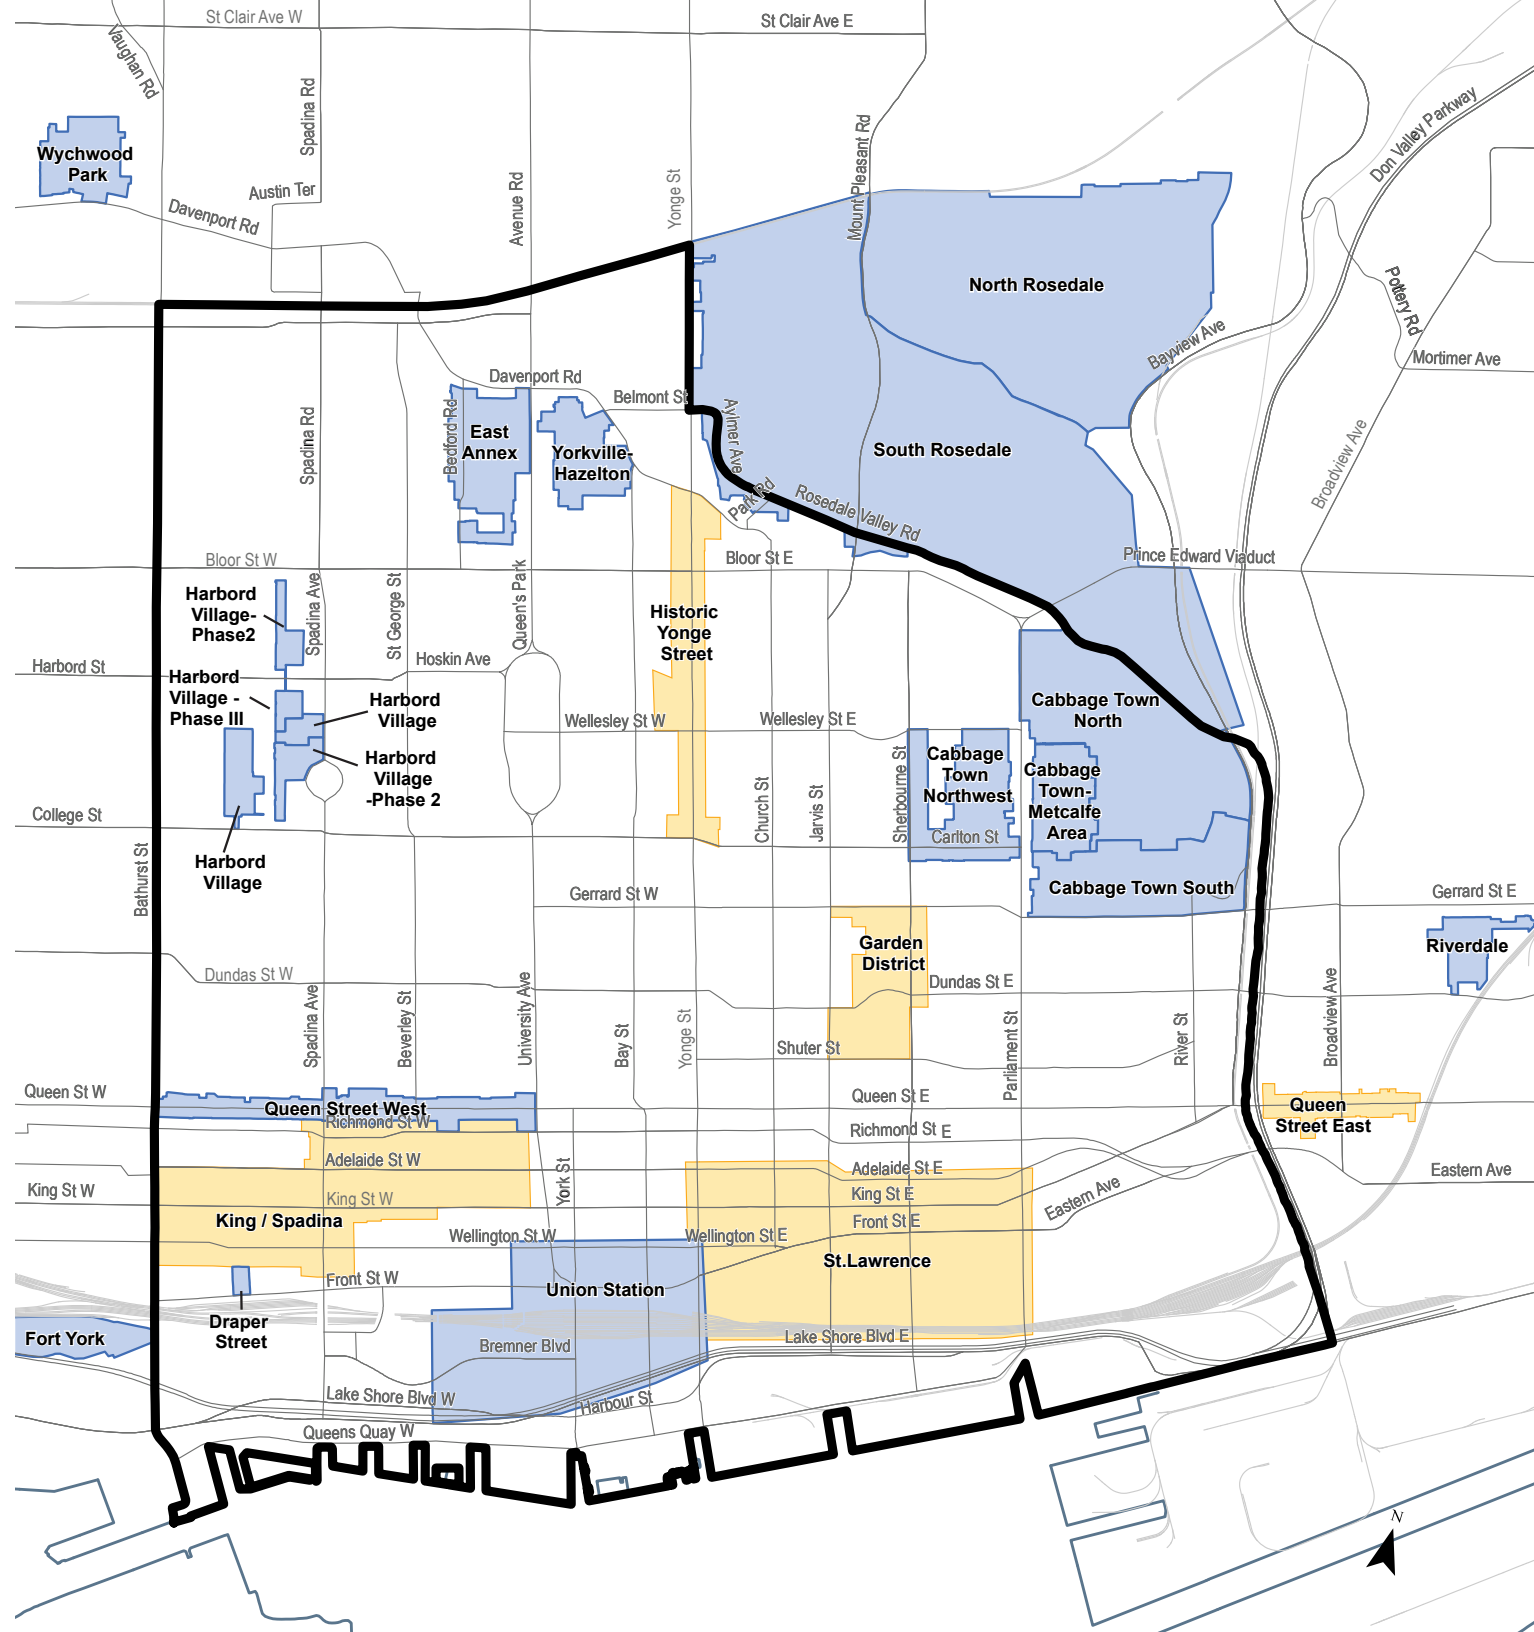 St Clair Ave W
St Clair Ave E
Vaughan Rd
Spadina Rd
Mount Pleasant Rd
Don Valley Parkway
Wychwood
Park
Austin Ter
Davenport Rd
Avenue Rd
Yonge St
North Rosedale
Pottery Rd
Bayview Ave
Mortimer Ave
Davenport Rd
Belmont St
Aylmer Ave
Spadina Rd
Bedford Rd
East
Annex
Yorkville-
Hazelton
South Rosedale
Broadview Ave
Park Rd
Rosedale Valley Rd
Bloor St W
Bloor St E
Prince Edward Viaduct
Harbord
Village-
Phase2
Spadina Ave
St George St
Queen's Park
Historic
Yonge
Street
Harbord St
Hoskin Ave
Harbord
Village -
Phase III
Harbord
Village
Wellesley St W
Wellesley St E
Cabbage Town
North
Harbord
Village
-Phase 2
Cabbage
Town
Northwest
Cabbage
Town-
Metcalfe
Area
Church St
Jarvis St
Sherbourne St
College St
Carlton St
Bathurst St
Harbord
Village
Gerrard St W
Cabbage Town South
Gerrard St E
Garden
District
Riverdale
Dundas St W
Dundas St E
Spadina Ave
Beverley St
University Ave
Bay St
Yonge St
Shuter St
Parliament St
River St
Broadview Ave
Queen St W
Queen Street West
Queen St E
Queen
Street East
Richmond St W
Richmond St E
Adelaide St W
Adelaide St E
York St
Eastern Ave
King St W
King St W
King St E
Eastern Ave
King / Spadina
Front St E
Wellington St W
Wellington St E
St.Lawrence
Front St W
Union Station
Draper
Street
Fort York
Lake Shore Blvd E
Bremner Blvd
Lake Shore Blvd W
Harbour St
Queens Quay W
N